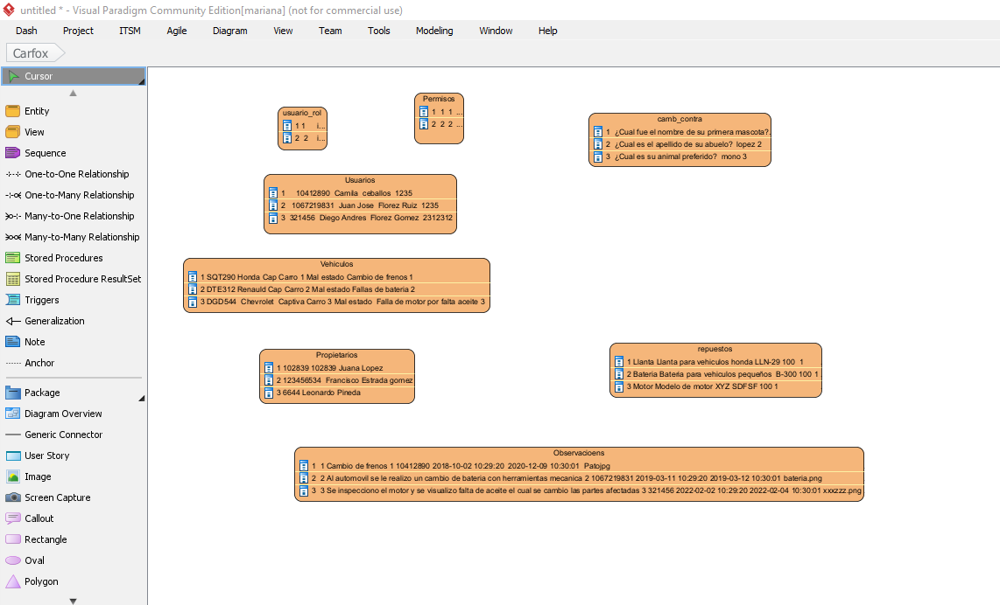 untitled * - Visual Paradigm Community Edition[mariana] (not for commercial use)
Dash Project ITSM Agile Diagram View Team Tools Modeling Window Help
Carfox
Cursor
Entity
View
Sequence
One-to-One Relationship
One-to-Many Relationship
Many-to-One Relationship
Many-to-Many Relationship
Stored Procedures
Stored Procedure ResultSet
Triggers
Generalization
Note
Anchor
Package
Diagram Overview
Generic Connector
User Story
Image
Screen Capture
Callout
Rectangle
Oval
Polygon
usuario_rol
1 1 i...
2 2 i...
Permisos
1 1 1 ...
2 2 2 ...
camb_contra
1 ¿Cual fue el nombre de su primera mascota?.
2 ¿Cual es el apellido de su abuelo? lopez 2
3 ¿Cual es su animal preferido? mono 3
Usuarios
1 10412890 Camila ceballos 1235
2 1067219831 Juan Jose Florez Ruiz 1235
3 321456 Diego Andres Florez Gomez 2312312
Vehiculos
1 SQT290 Honda Cap Carro 1 Mal estado Cambio de frenos 1
2 DTE312 Renauld Cap Carro 2 Mal estado Fallas de bateria 2
3 DGD544 Chevrolet Captiva Carro 3 Mal estado Falla de motor por falta aceite 3
Propietarios
1 102839 102839 Juana Lopez
2 123456534 Francisco Estrada gomez
3 6644 Leonardo Pineda
repuestos
1 Llanta Llanta para vehiculos honda LLN-29 100 1
2 Bateria Bateria para vehiculos pequeños B-300 100 1
3 Motor Modelo de motor XYZ SDFSF 100 1
Observacioens
1 1 Cambio de frenos 1 10412890 2018-10-02 10:29:20 2020-12-09 10:30:01 Patojpg
2 2 Al automovil se le realizo un cambio de bateria con herramientas mecanica 2 1067219831 2019-03-11 10:29:20 2019-03-12 10:30:01 bateria.png
3 3 Se inspecciono el motor y se visualizo falta de aceite el cual se cambio las partes afectadas 3 321456 2022-02-02 10:29:20 2022-02-04 10:30:01 xxxzzz.png